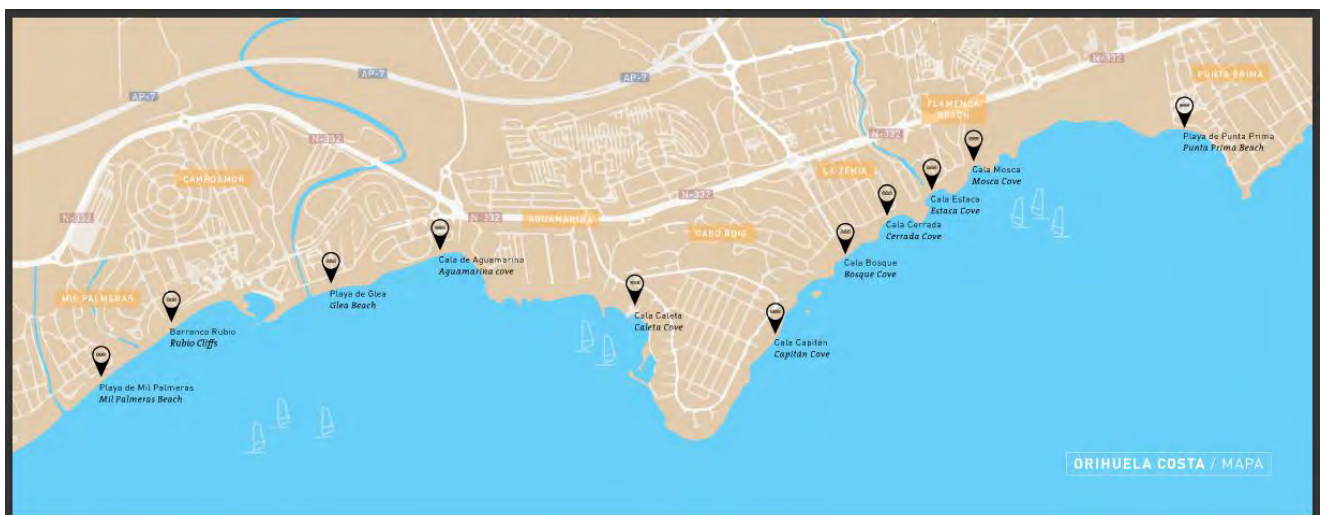 AP-7
AP-7
AP-7
N-332
N-332
N-332
N-332
N-332
N-332
PUNTA PRIMA
FLAMENCA
BEACH
LA ZENIA
CAMPOAMOR
AGUAMARINA
CABO ROIG
MIL PALMERAS
Playa de Punta Prima
Punta Prima Beach
Cala Mosca
Mosca Cove
Cala Estaca
Estaca Cove
Cala Cerrada
Cerrada Cove
Cala Bosque
Bosque Cove
Cala de Aguamarina
Aguamarina cove
Playa de Glea
Glea Beach
Cala Caleta
Caleta Cove
Barranco Rubio
Rubio Cliffs
Cala Capitán
Capitán Cove
Playa de Mil Palmeras
Mil Palmeras Beach
ORIHUELA COSTA / MAPA